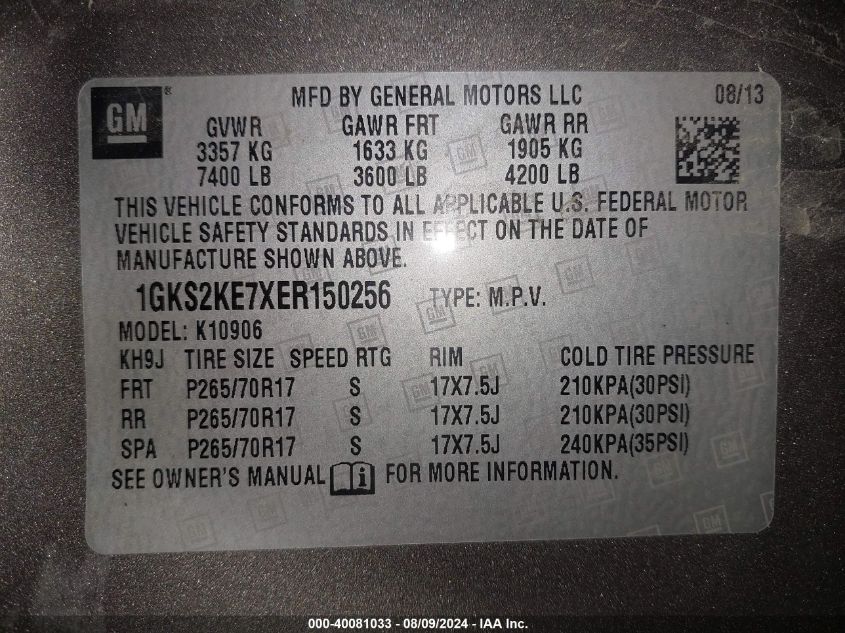 GM® MFD BY GENERAL MOTORS LLC 08/13
GVWR GAWR FRT GAWR RR
3357 KG 1633 KG 1905 KG
7400 LB 3600 LB 4200 LB
THIS VEHICLE CONFORMS TO ALL APPLICABLE U.S. FEDERAL MOTOR
VEHICLE SAFETY STANDARDS IN EFFECT ON THE DATE OF
MANUFACTURE SHOWN ABOVE.
1GKS2KE7XER150256 TYPE: M.P.V.
MODEL: K10906
KH9J TIRE SIZE SPEED RTG RIM COLD TIRE PRESSURE
FRT P265/70R17 S 17X7.5J 210KPA(30PSI)
RR P265/70R17 S 17X7.5J 210KPA(30PSI)
SPA P265/70R17 S 17X7.5J 240KPA(35PSI)
SEE OWNER'S MANUAL i FOR MORE INFORMATION.
000-40081033 - 08/09/2024 - IAA Inc.